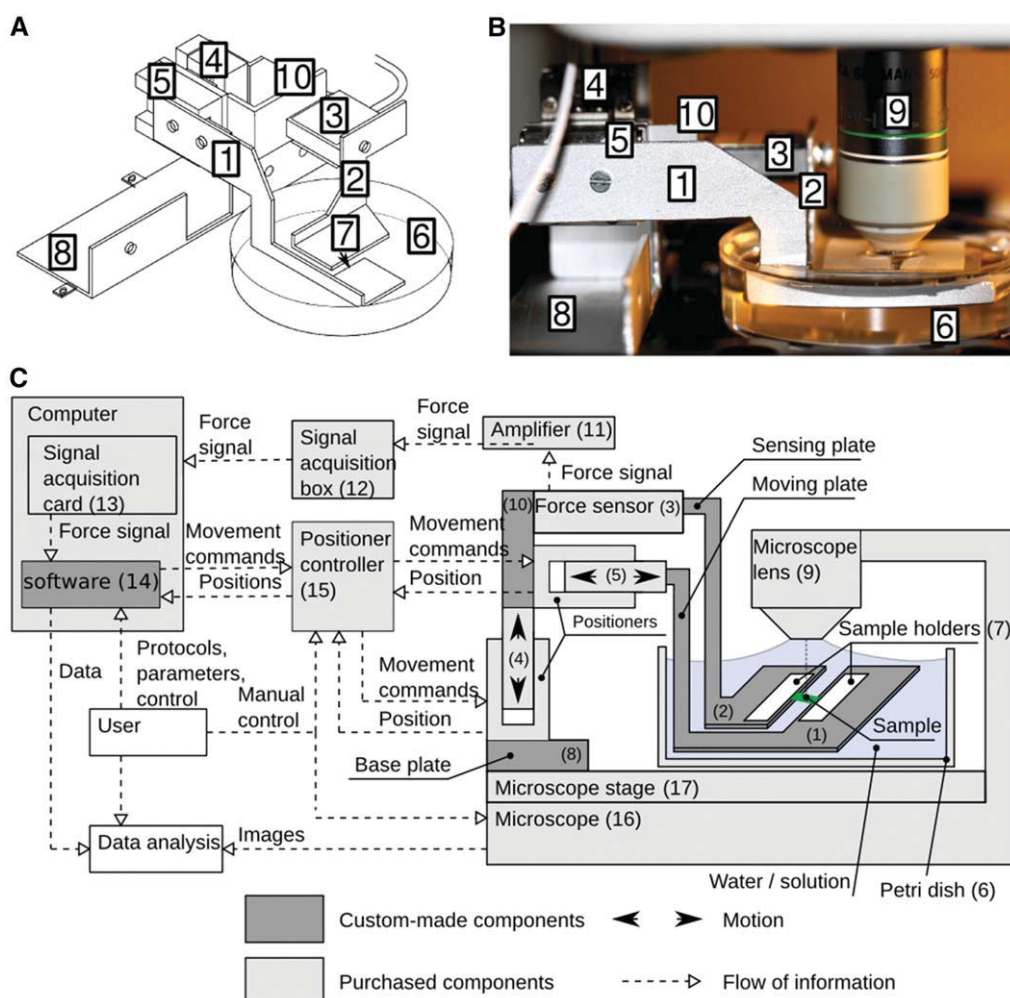 A
4
10
5
3
1
2
7
6
8
B
4
10
9
5
3
1
2
8
6
C
Computer
Signal
acquisition
card (13)
Force signal
software (14)
Force
signal
Signal
acquisition
box (12)
Force
signal
Amplifier (11)
Force signal
Movement
commands
Positions
Positioner
controller
(15)
Movement
commands
Position
(10)
Force sensor (3)
(5)
Positioners
(4)
Sensing plate
Moving plate
Microscope
lens (9)
Sample holders (7)
(2)
(1)
Sample
Data
Protocols,
parameters,
control
Manual
control
Movement
commands
Position
User
Base plate
(8)
Microscope stage (17)
Microscope (16)
Data analysis
Images
Water / solution
Petri dish (6)
Custom-made components
Motion
Purchased components
Flow of information